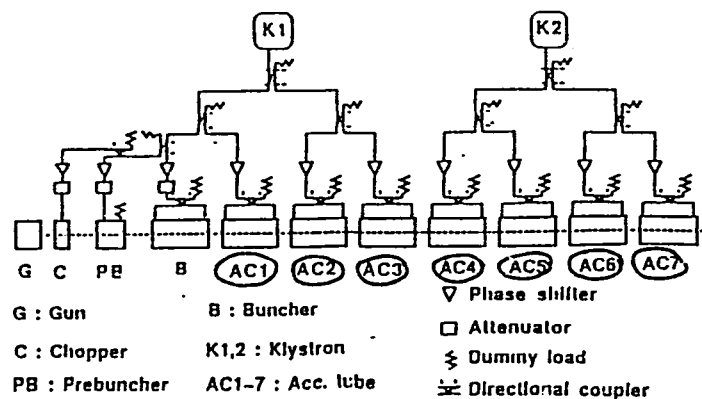 K1 K2
G C PB B AC1 AC2 AC3 AC4 AC5 AC6 AC7
G : Gun
B : Buncher
Phase shifter
Attenuator
C : Chopper
K1,2 : Klystron
Dummy load
PB : Prebuncher
AC1-7 : Acc. tube
Directional coupler